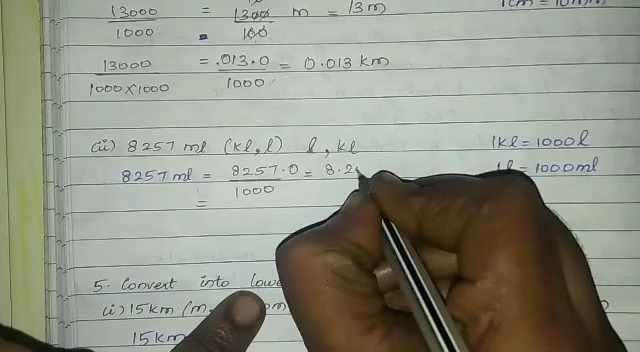 13000/1000 = 1300/100 m = 13m
1cm = 10mm
13000/1000×1000 = .013.0/1000 = 0.013 km
(ii) 8257 ml (kl, l) l, kl
1kl = 1000l
8257 ml = 8257.0/1000 = 8.2
1l = 1000ml
=
5. Convert into
(i) 15km (m,
15km